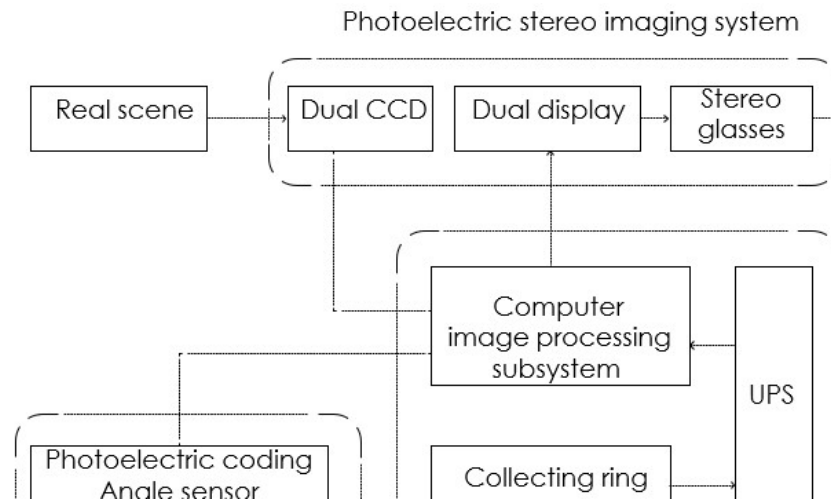 Photoelectric stereo imaging system
Real scene
Dual CCD
Dual display
Stereo
glasses
Computer
image processing
subsystem
UPS
Photoelectric coding
Angle sensor
Collecting ring